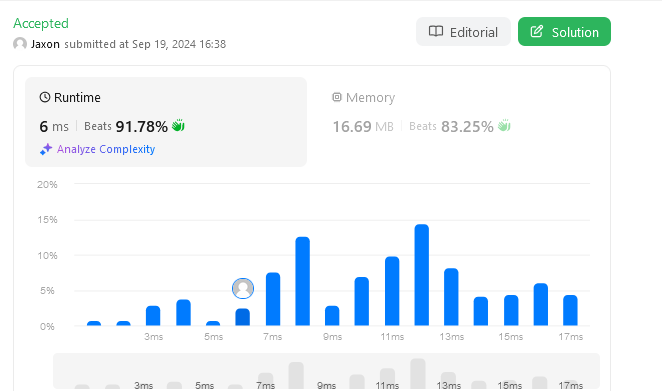 Accepted
Jaxon submitted at Sep 19, 2024 16:38
Editorial
Solution
Runtime
6 ms Beats 91.78%
Analyze Complexity
Memory
16.69 MB Beats 83.25%
20%
15%
10%
5%
0%
3ms 5ms 7ms 9ms 11ms 13ms 15ms 17ms
3ms 5ms 7ms 9ms 11ms 13ms 15ms 17ms